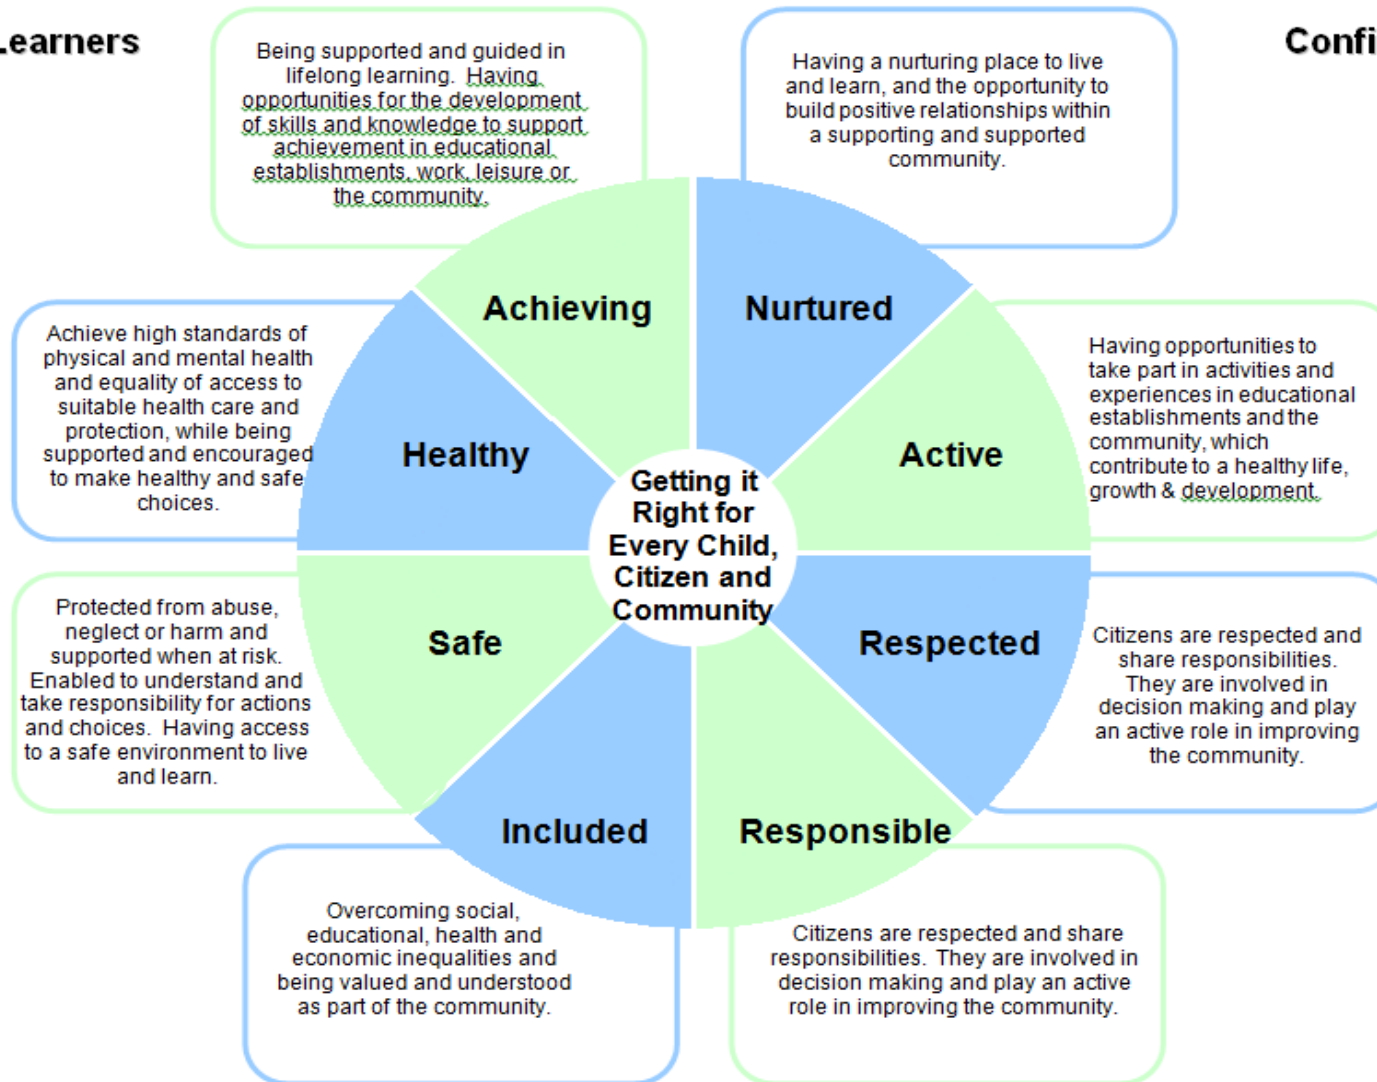 .earners
Confi
Being supported and guided in
lifelong learning. Having
opportunities for the development
of skills and knowledge to support
achievement in educational
establishments, work, leisure or
the community.
Having a nurturing place to live
and learn, and the opportunity to
build positive relationships within
a supporting and supported
community.
Achieving
Nurtured
Achieve high standards of
physical and mental health
and equality of access to
suitable health care and
protection, while being
supported and encouraged
to make healthy and safe
choices.
Healthy
Active
Having opportunities to
take part in activities and
experiences in educational
establishments and the
community, which
contribute to a healthy life,
growth & development.
Getting it
Right for
Every Child,
Citizen and
Community
Protected from abuse,
neglect or harm and
supported when at risk.
Enabled to understand and
take responsibility for actions
and choices. Having access
to a safe environment to live
and learn.
Safe
Respected
Citizens are respected and
share responsibilities.
They are involved in
decision making and play
an active role in improving
the community.
Included
Responsible
Overcoming social,
educational, health and
economic inequalities and
being valued and understood
as part of the community.
Citizens are respected and share
responsibilities. They are involved in
decision making and play an active
role in improving the community.